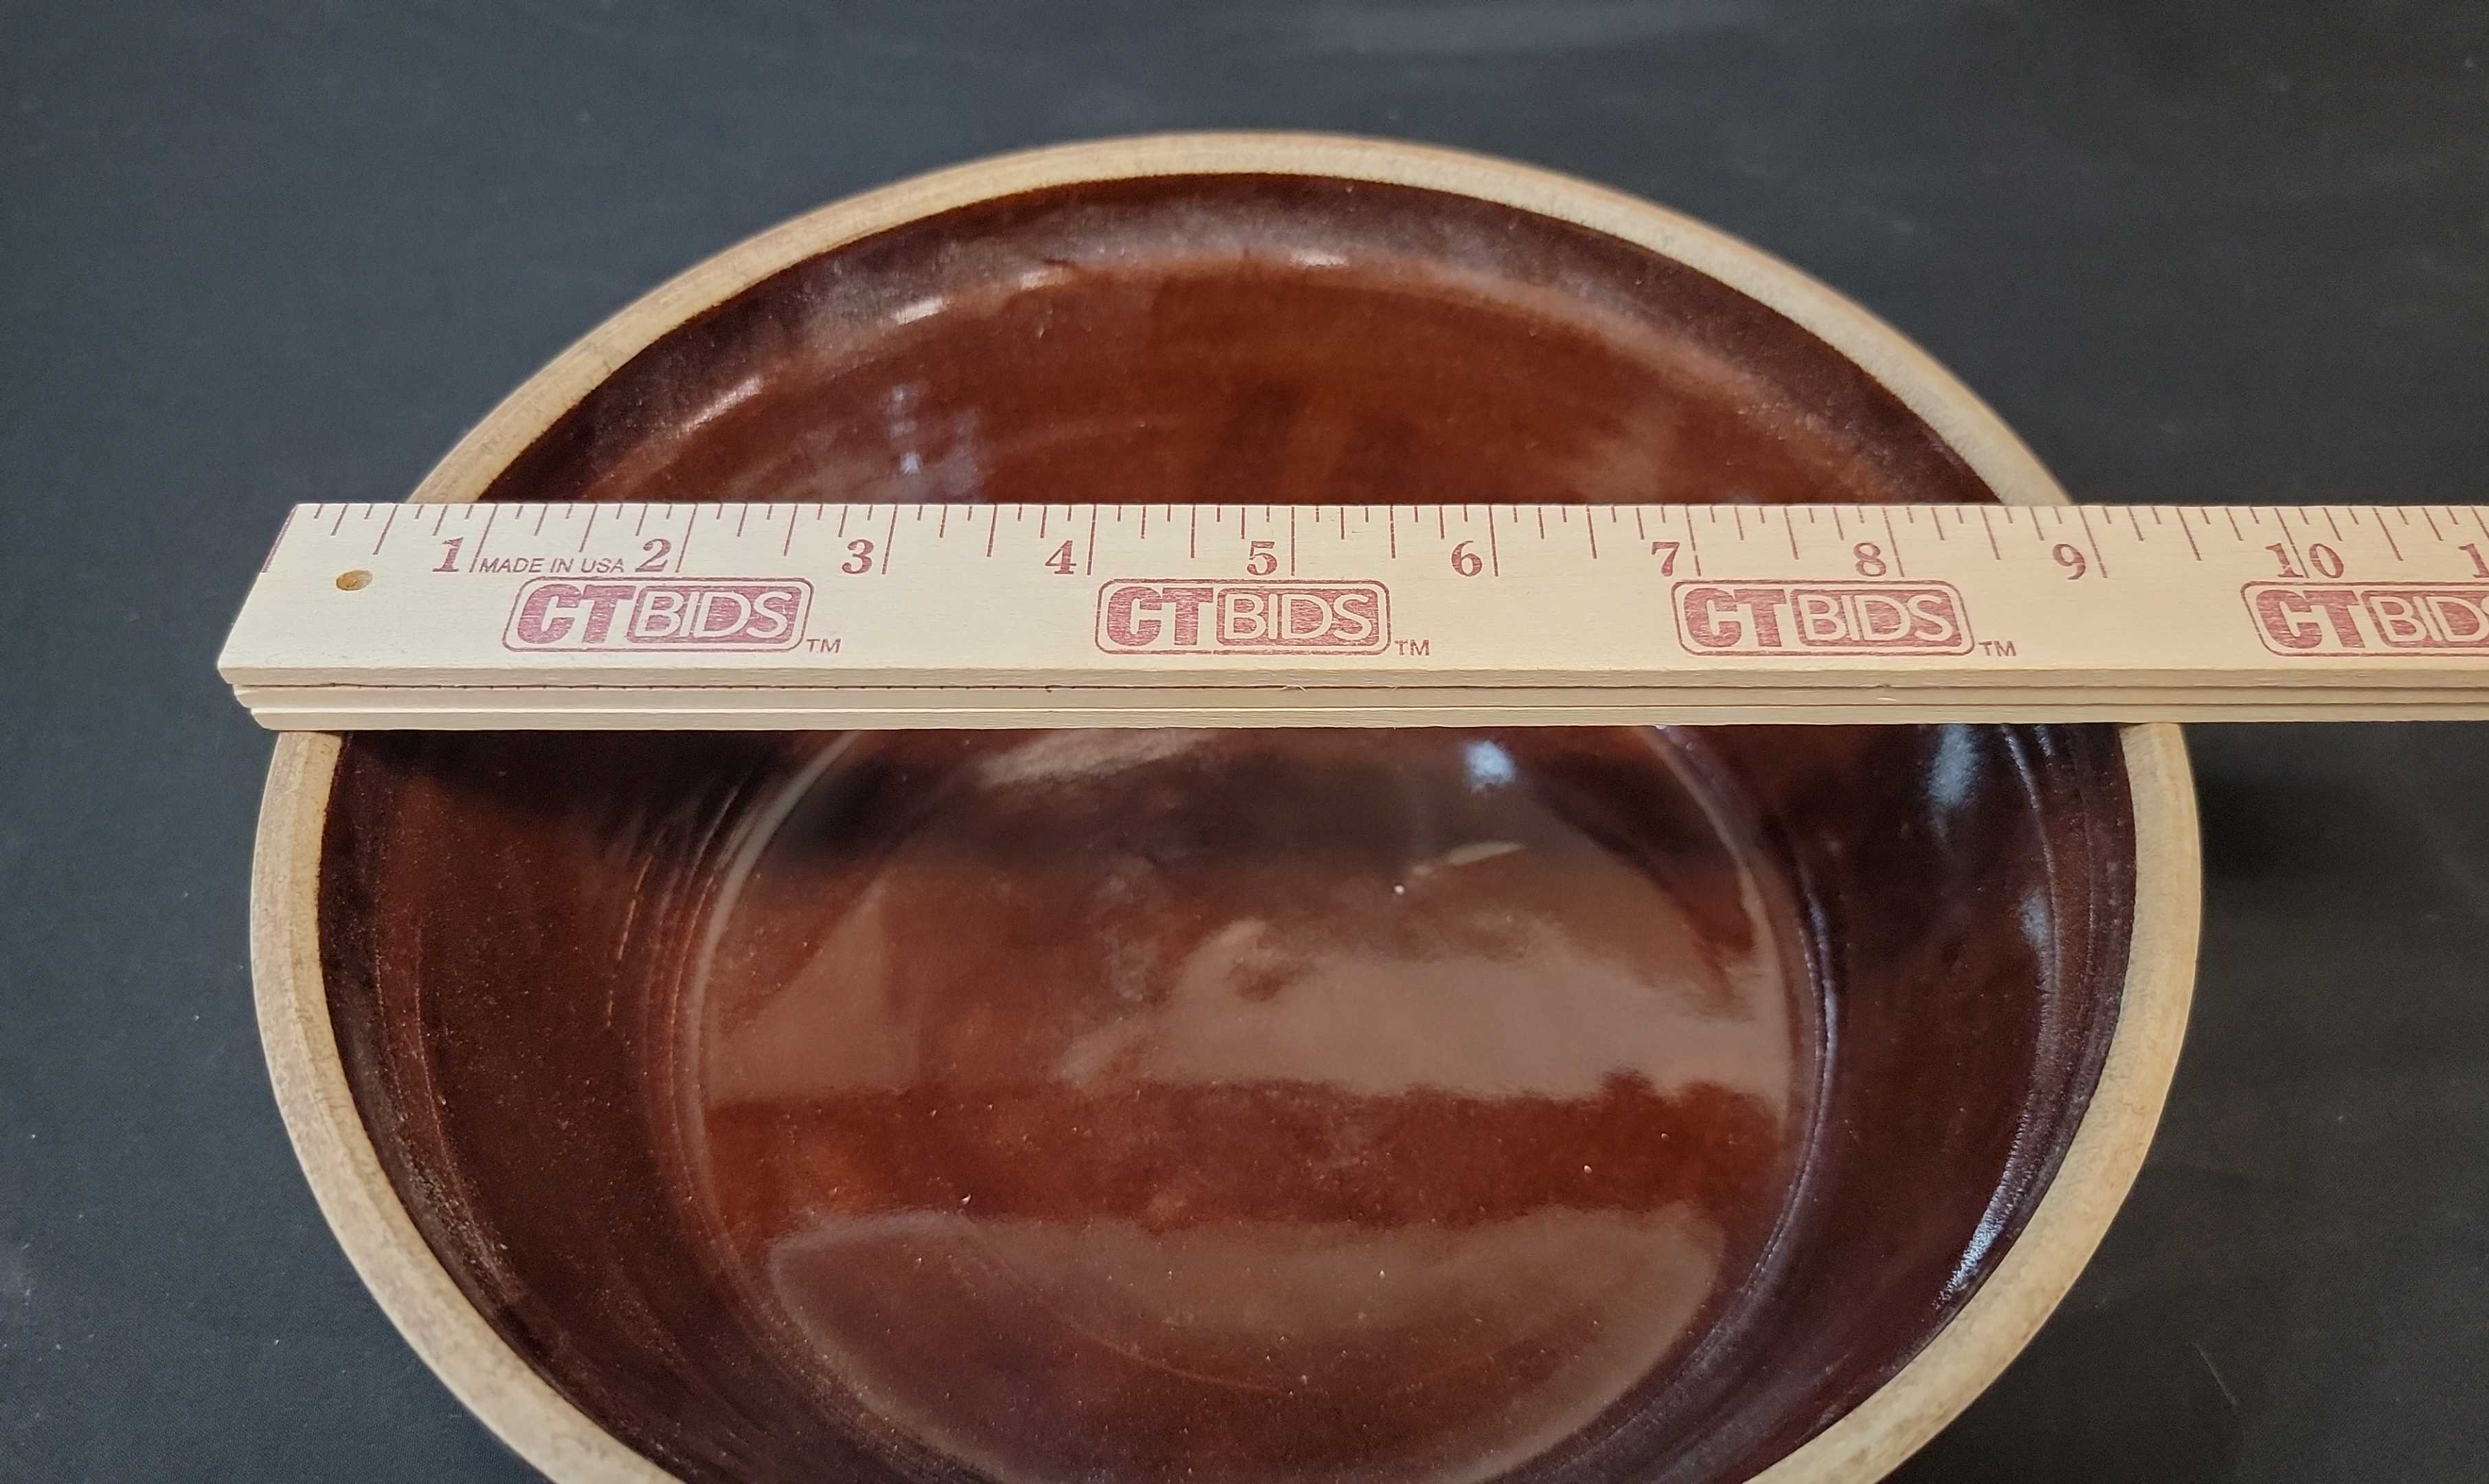 1 MADE IN USA 2 3 4 5 6 7 8 9 10
CTBIDS™ CTBIDS™ CTBIDS™